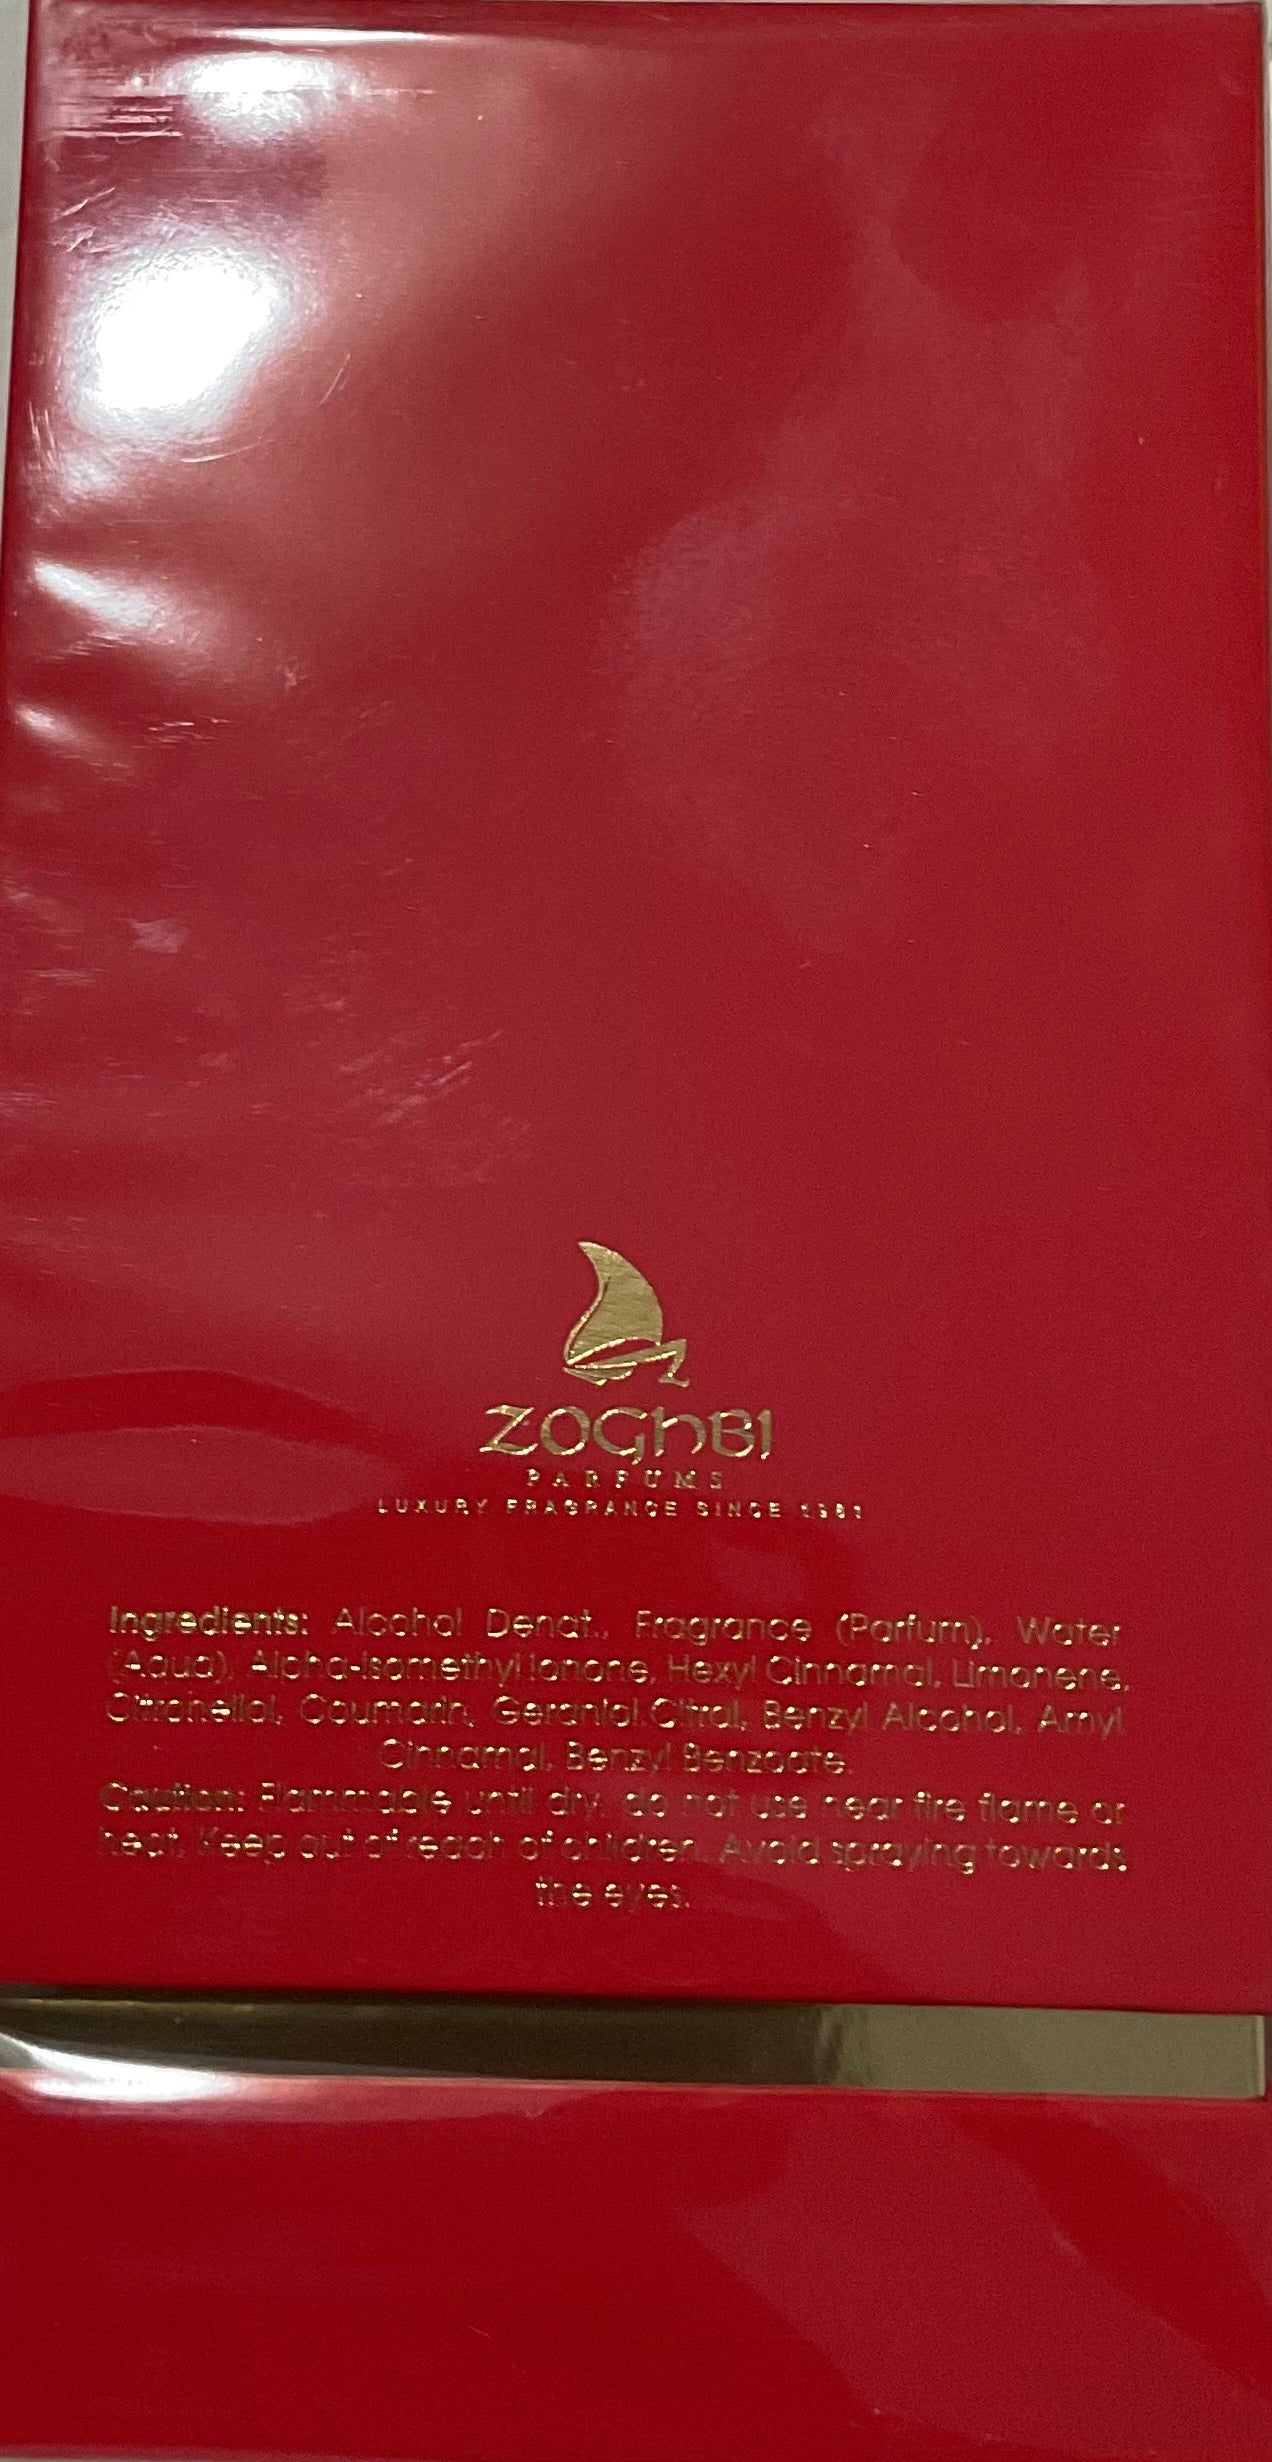 ZOGHBI
PARFUMS
LUXURY FRAGRANCE SINCE 1981
Ingredients: Alcohol Denat., Fragrance (Parfum), Water
(Aqua), Alpha-Isomethyl Ionone, Hexyl Cinnamal, Limonene,
Citronellol, Coumarin, Geraniol, Citral, Benzyl Alcohol, Amyl
Cinnamal, Benzyl Benzoate.
Caution: Flammable until dry, do not use near fire flame or
heat. Keep out of reach of children. Avoid spraying towards
the eyes.